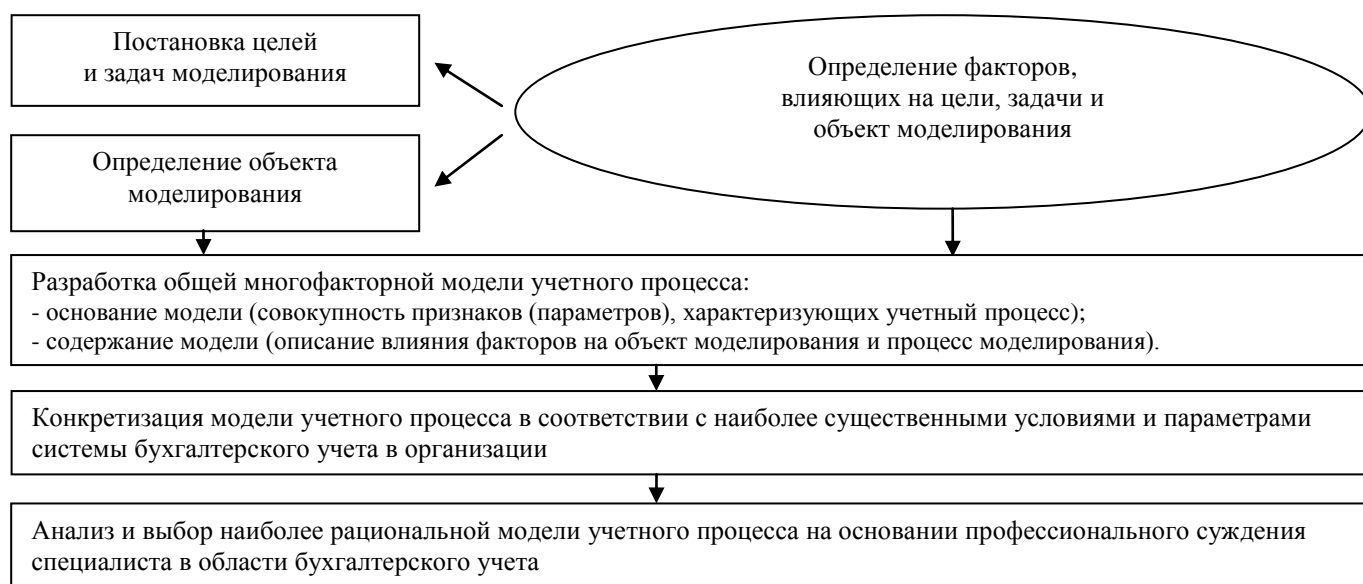 Постановка целей
и задач моделирования
Определение факторов,
влияющих на цели, задачи и
объект моделирования
Определение объекта
моделирования
Разработка общей многофакторной модели учетного процесса:
- основание модели (совокупность признаков (параметров), характеризующих учетный процесс);
- содержание модели (описание влияния факторов на объект моделирования и процесс моделирования).
Конкретизация модели учетного процесса в соответствии с наиболее существенными условиями и параметрами
системы бухгалтерского учета в организации
Анализ и выбор наиболее рациональной модели учетного процесса на основании профессионального суждения
специалиста в области бухгалтерского учета